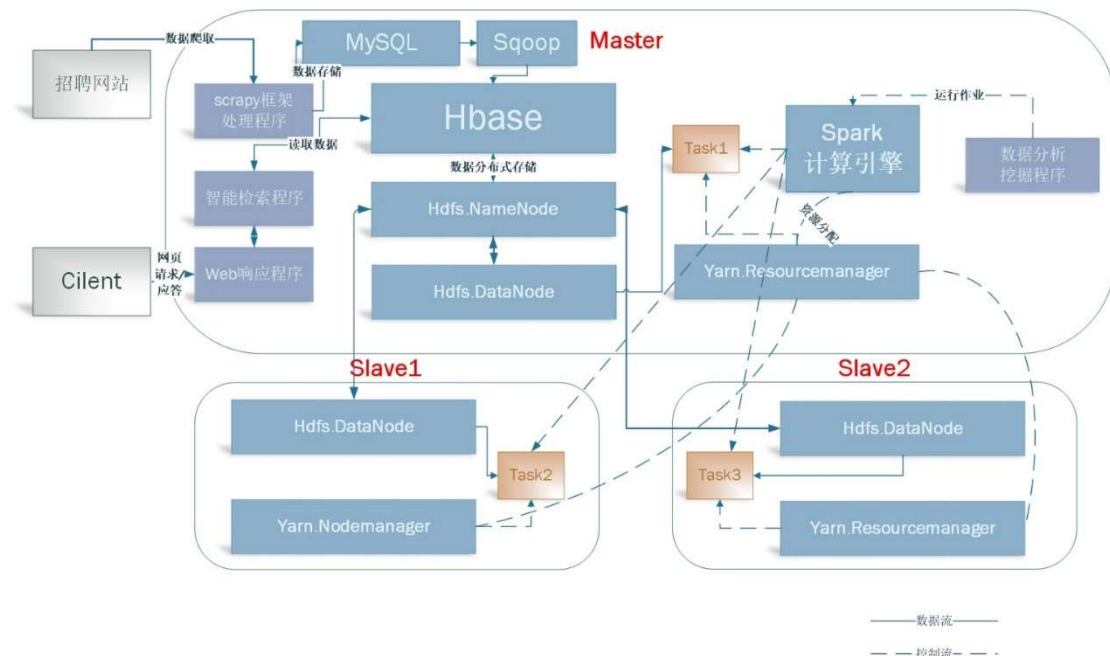 数据爬取
MySQL
Sqoop
Master
招聘网站
数据存储
scrapy框架
处理程序
Hbase
运行作业
Spark
计算引擎
Task1
数据分析
挖掘程序
读取数据
数据分布式存储
智能检索程序
Hdfs.NameNode
资源分配
网页
请求/
应答
Cilent
Web响应程序
Hdfs.DataNode
Yarn.Resourcemanager
Slave1
Slave2
Hdfs.DataNode
Hdfs.DataNode
Task2
Task3
Yarn.Nodemanager
Yarn.Resourcemanager
数据流
控制流